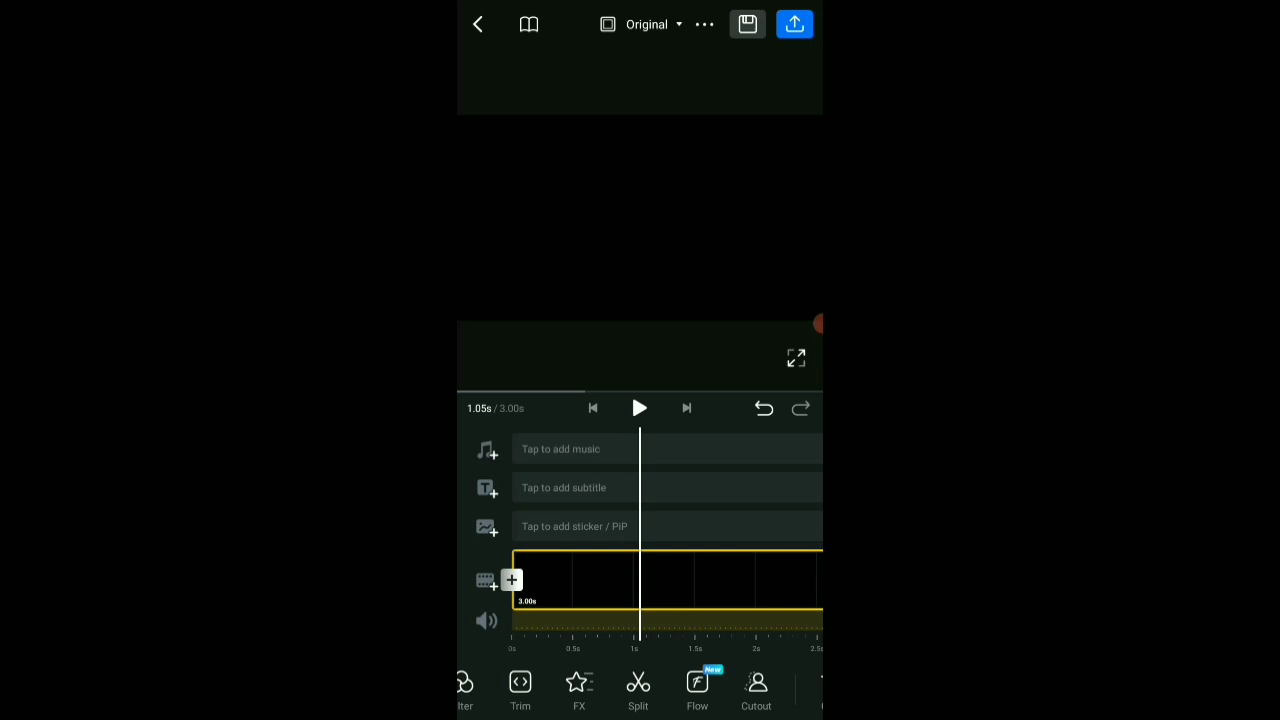 Original
1.05s / 3.00s
Tap to add music
Tap to add subtitle
Tap to add sticker / PiP
3.00s
0s 0.5s 1s 1.5s 2s 2.5s
New
lter Trim FX Split Flow Cutout